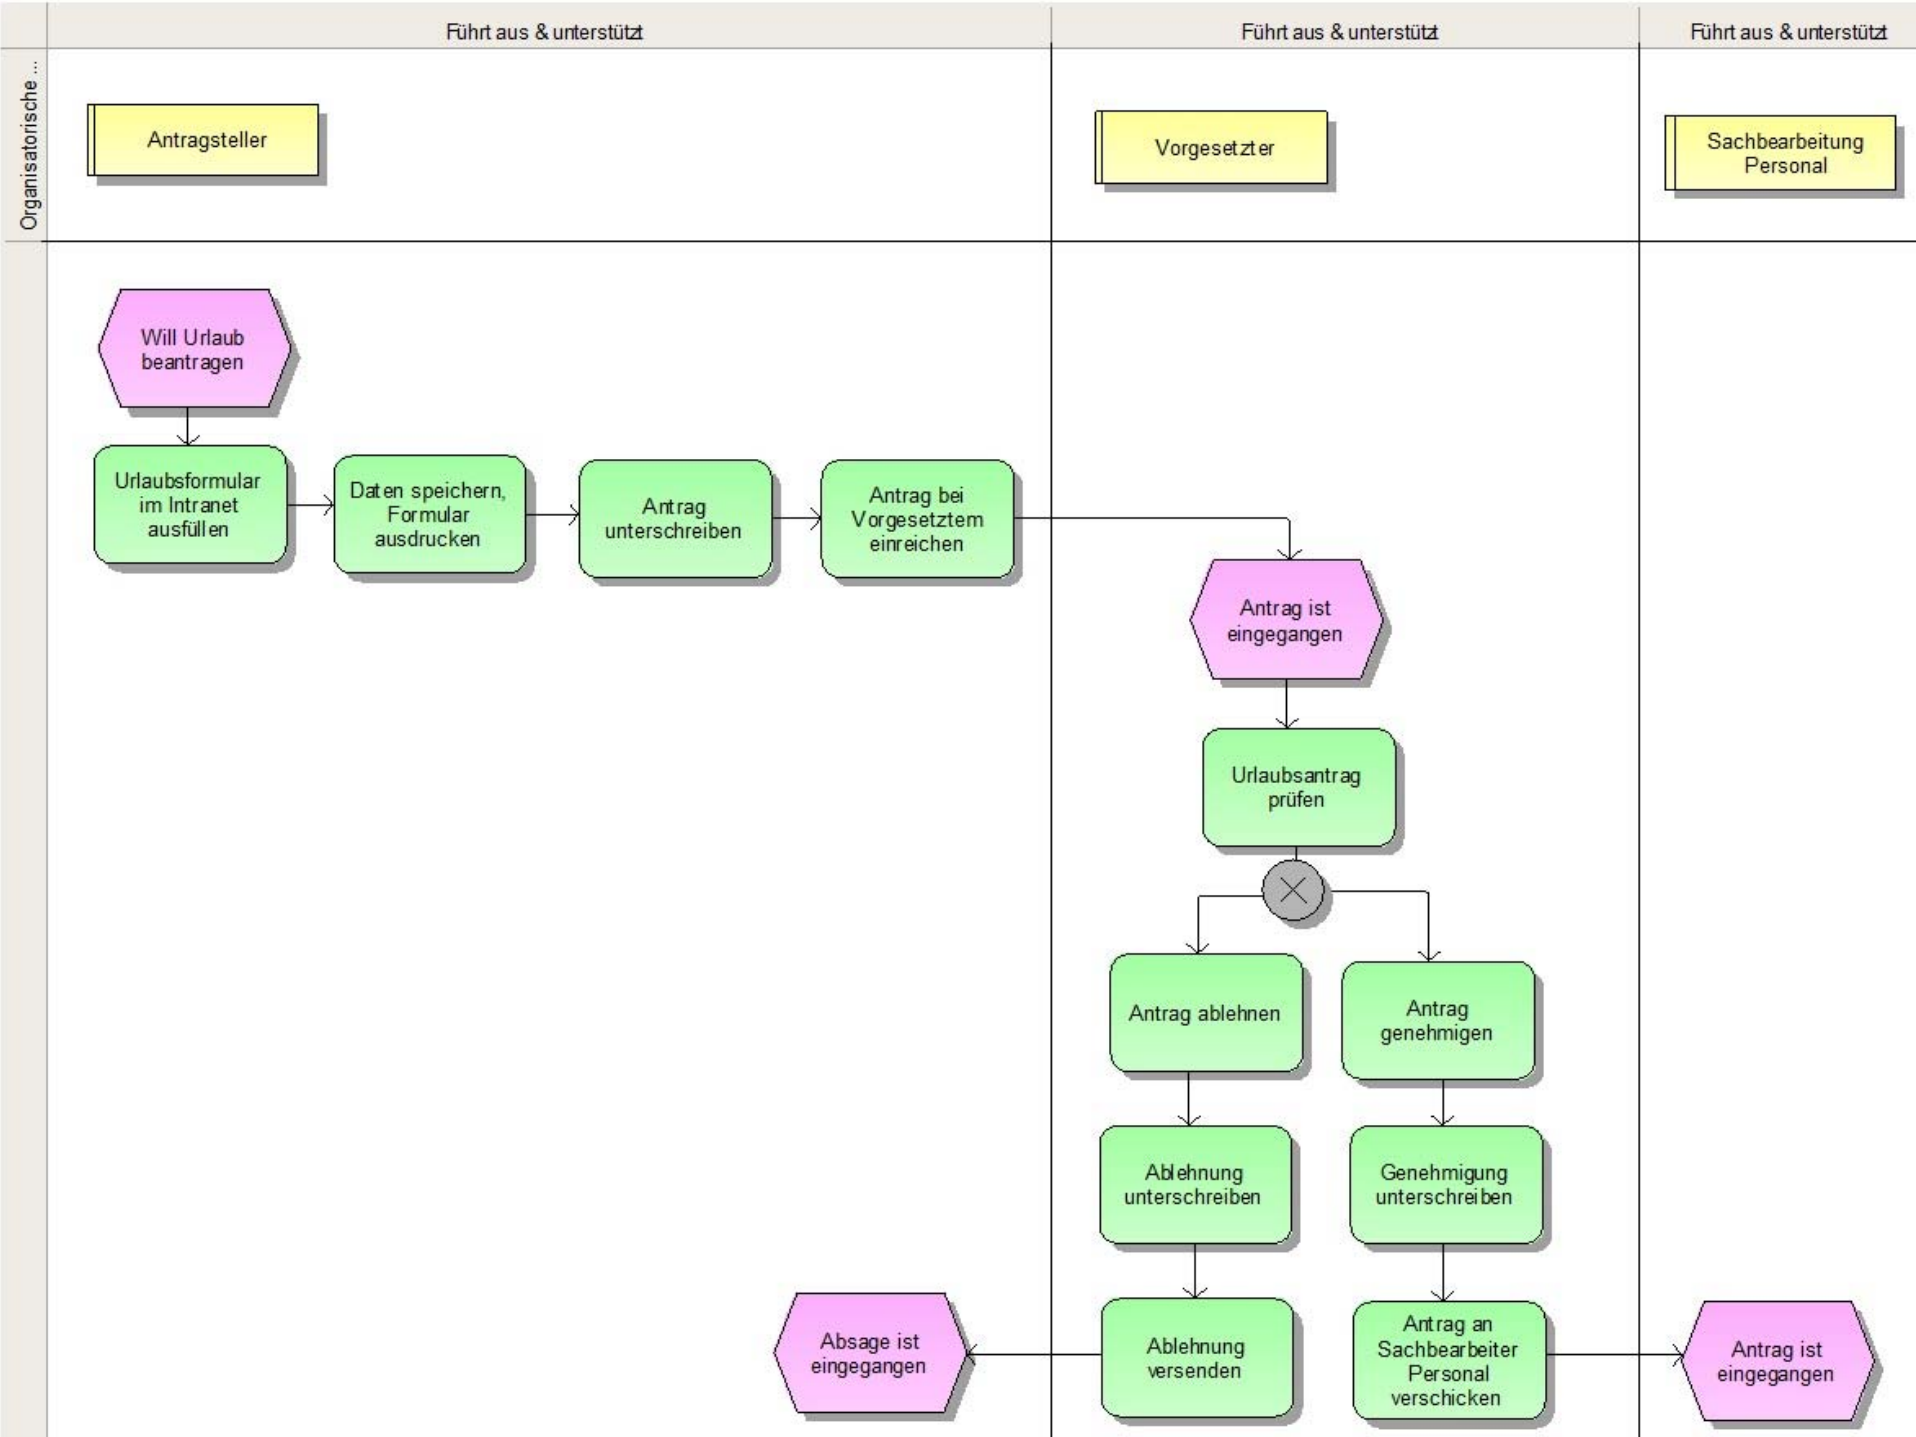 Führt aus & unterstützt
Führt aus & unterstützt
Führt aus & unterstützt
Organisatorische ...
Antragsteller
Vorgesetzter
Sachbearbeitung
Personal
Will Urlaub
beantragen
Urlaubsformular
im Intranet
ausfüllen
Daten speichern,
Formular
ausdrucken
Antrag
unterschreiben
Antrag bei
Vorgesetztem
einreichen
Antrag ist
eingegangen
Urlaubsantrag
prüfen
Antrag ablehnen
Antrag
genehmigen
Ablehnung
unterschreiben
Genehmigung
unterschreiben
Absage ist
eingegangen
Ablehnung
versenden
Antrag an
Sachbearbeiter
Personal
verschicken
Antrag ist
eingegangen